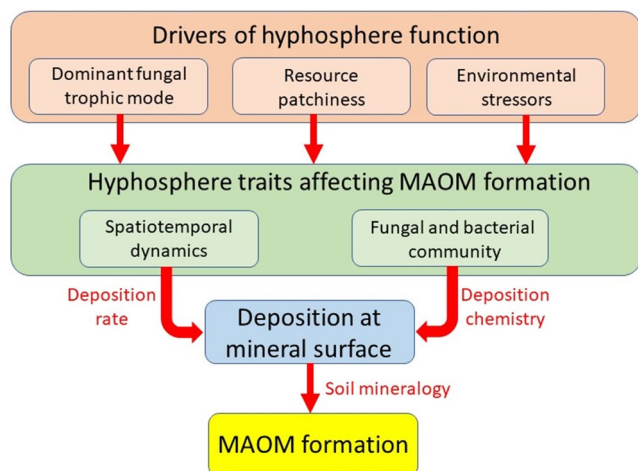 Drivers of hyphosphere function
Dominant fungal
trophic mode
Resource
patchiness
Environmental
stressors
Hyphosphere traits affecting MAOM formation
Spatiotemporal
dynamics
Fungal and bacterial
community
Deposition
rate
Deposition
chemistry
Deposition at
mineral surface
Soil mineralogy
MAOM formation